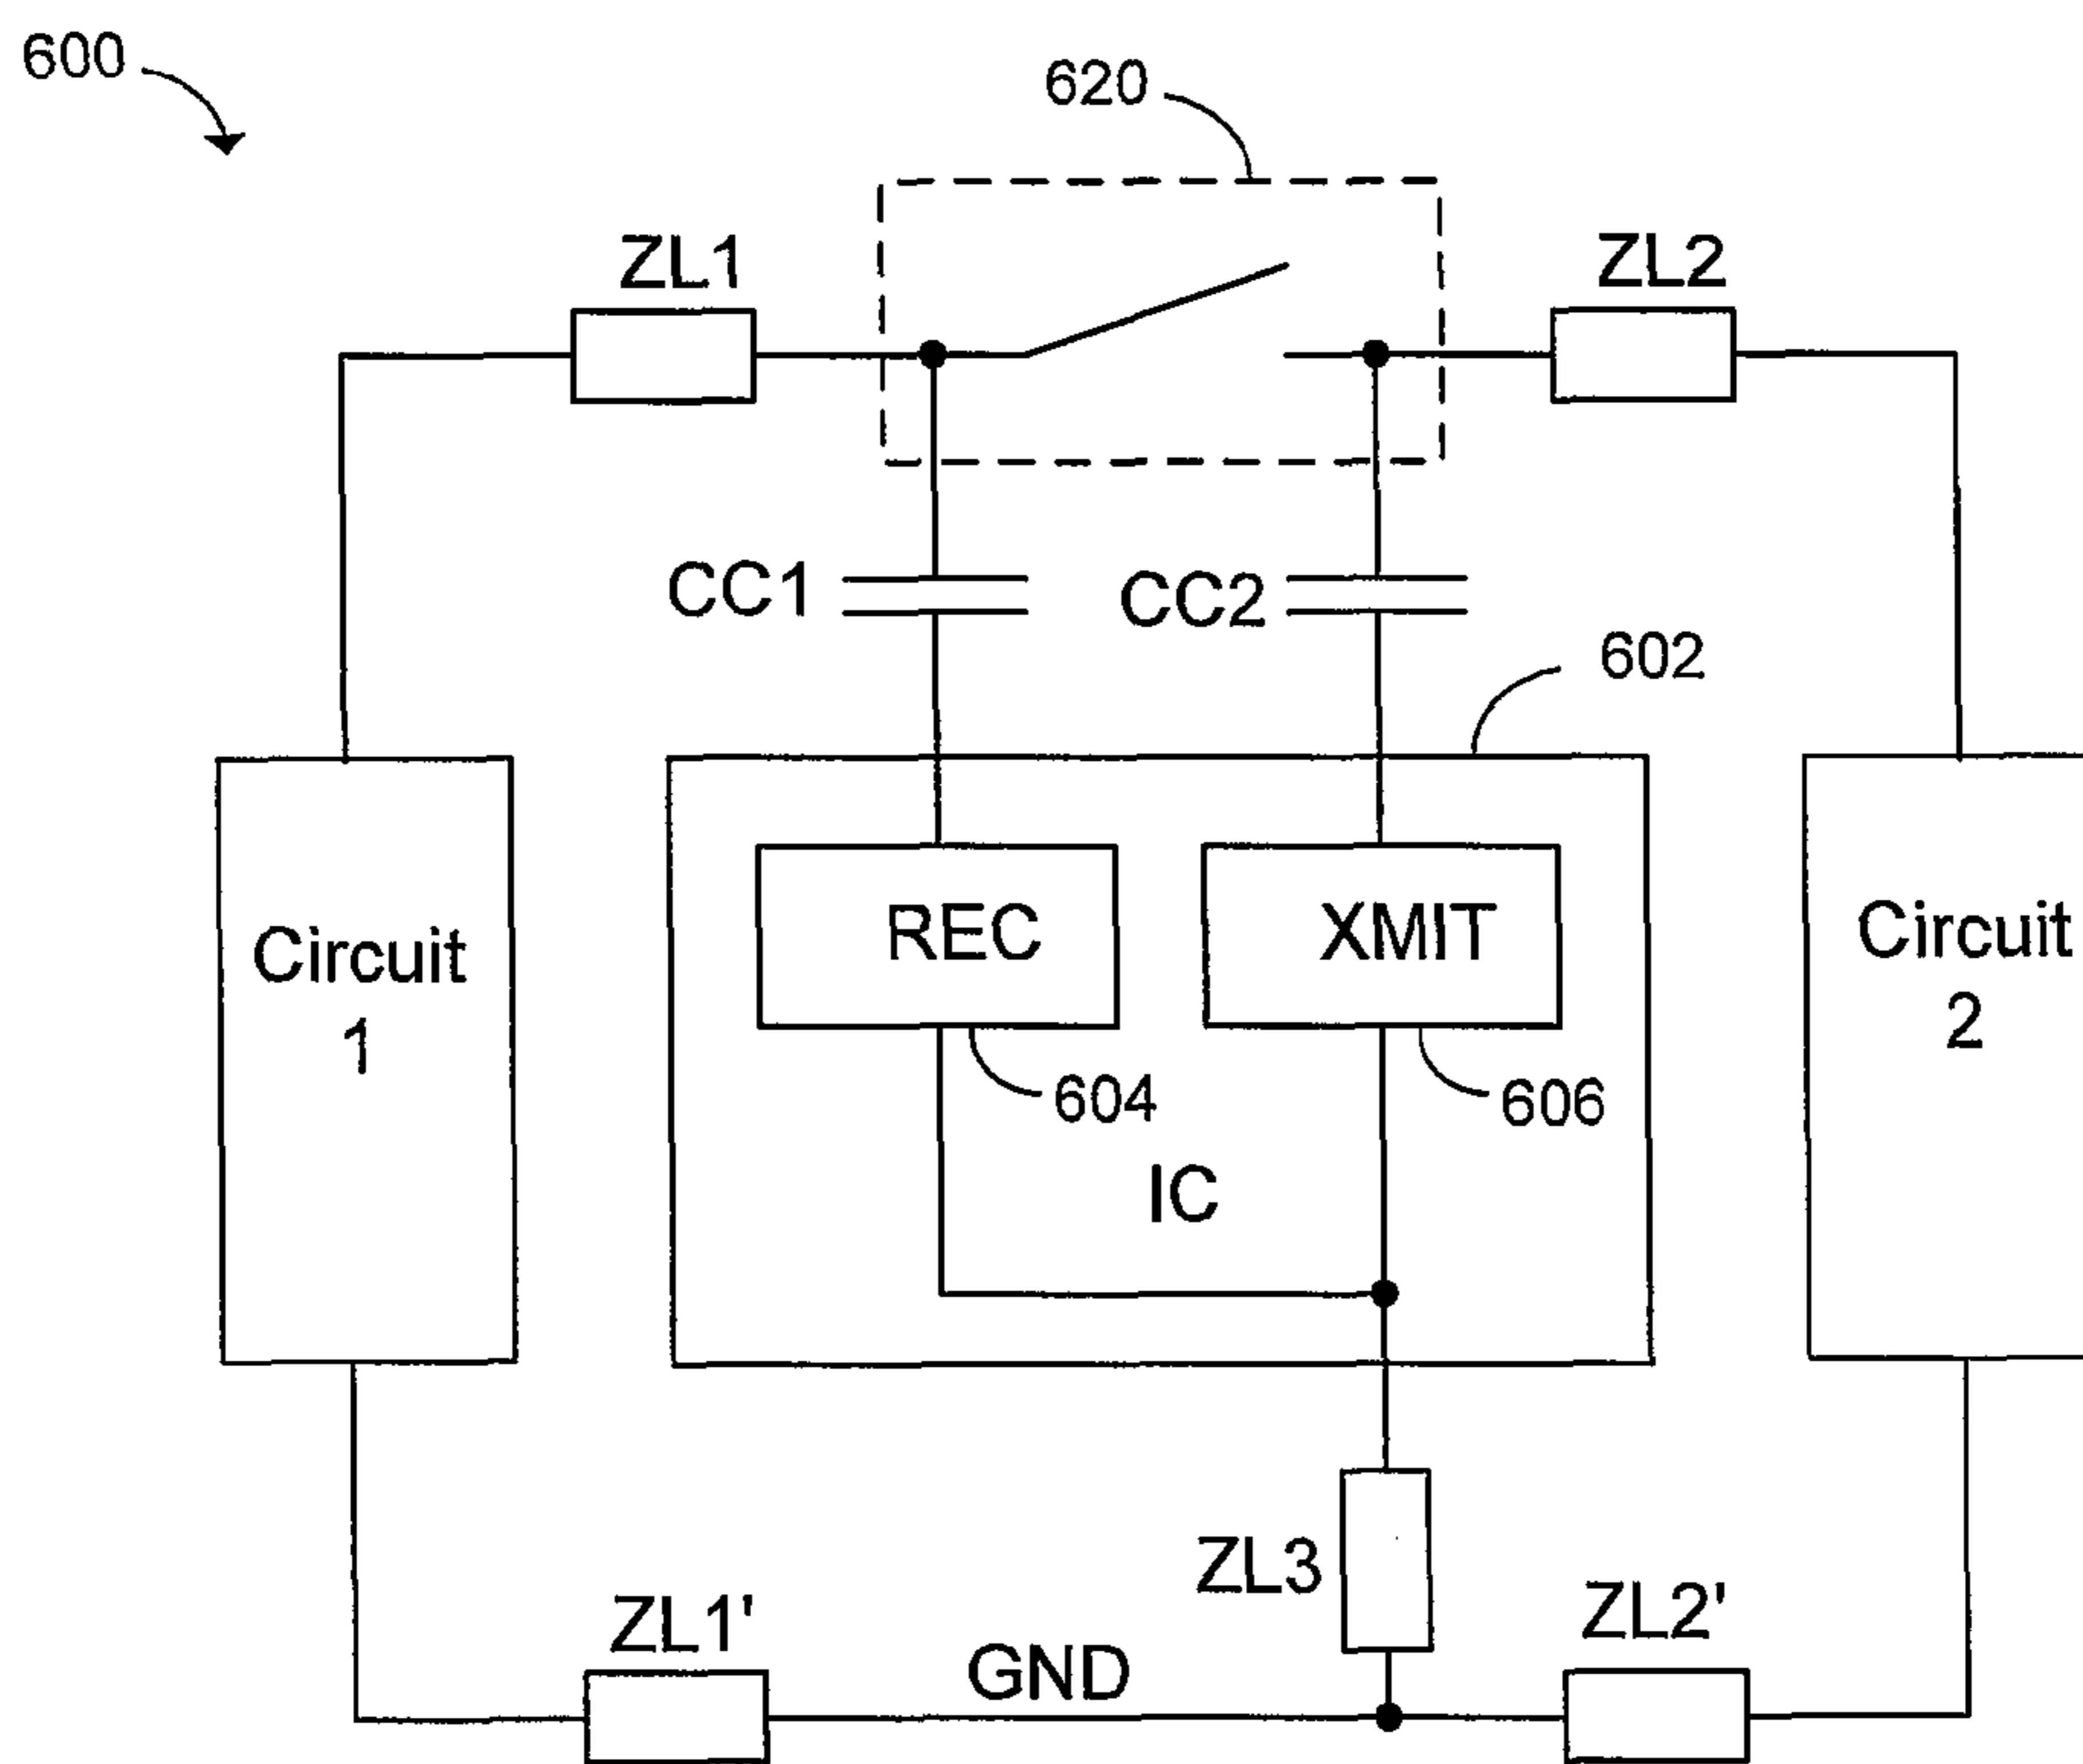 600
620
ZL1
ZL2
CC1
CC2
602
REC
XMIT
Circuit
1
Circuit
2
604
606
IC
ZL3
ZL1'
GND
ZL2'